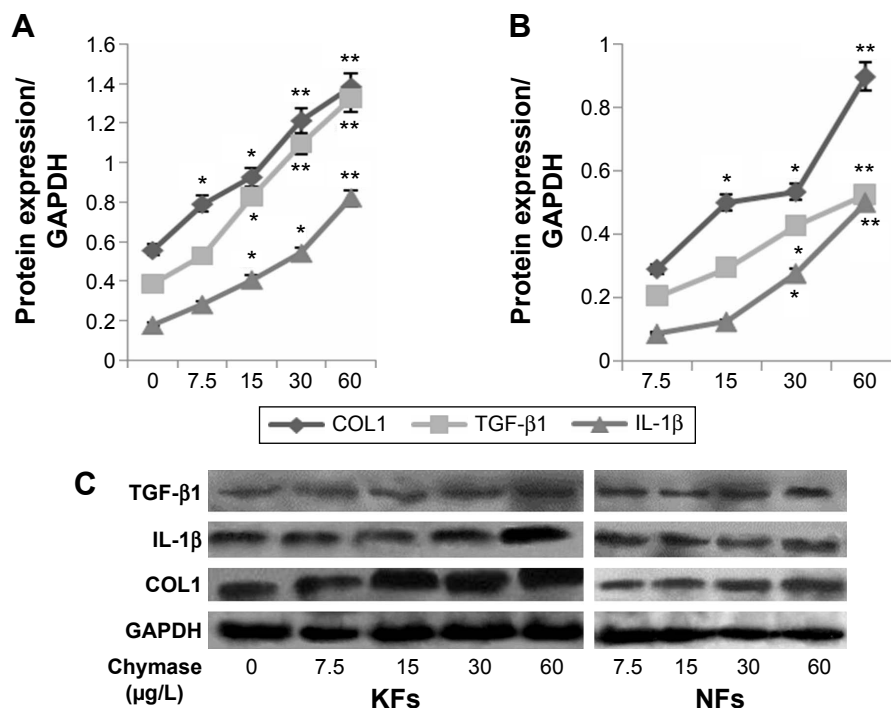 A
Protein expression/
GAPDH
1.6
1.4
1.2
1
0.8
0.6
0.4
0.2
0
* * ** **
* ** **
* * **
0 7.5 15 30 60
B
Protein expression/
GAPDH
1
0.8
0.6
0.4
0.2
0
* * **
* **
* **
7.5 15 30 60
COL1 TGF-β1 IL-1β
C
TGF-β1
IL-1β
COL1
GAPDH
Chymase
(µg/L)
0 7.5 15 30 60
KFs
7.5 15 30 60
NFs